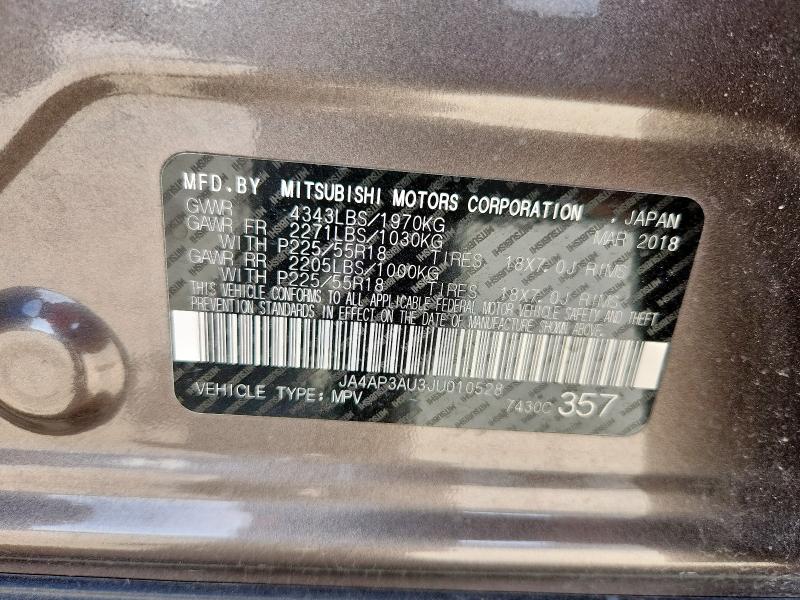 MFD.BY MITSUBISHI MOTORS CORPORATION : JAPAN
GVWR 4343LBS/1970KG MAR 2018
GAWR FR 2271LBS/1030KG
WITH P225/55R18 TIRES 18X7.0J RIMS
GAWR RR 2205LBS/1000KG
WITH P225/55R18 TIRES 18X7.0J RIMS
THIS VEHICLE CONFORMS TO ALL APPLICABLE FEDERAL MOTOR VEHICLE SAFETY AND THEFT
PREVENTION STANDARDS IN EFFECT ON THE DATE OF MANUFACTURE SHOWN ABOVE.
JA4AP3AU3JU010528
VEHICLE TYPE: MPV - 7430C 357